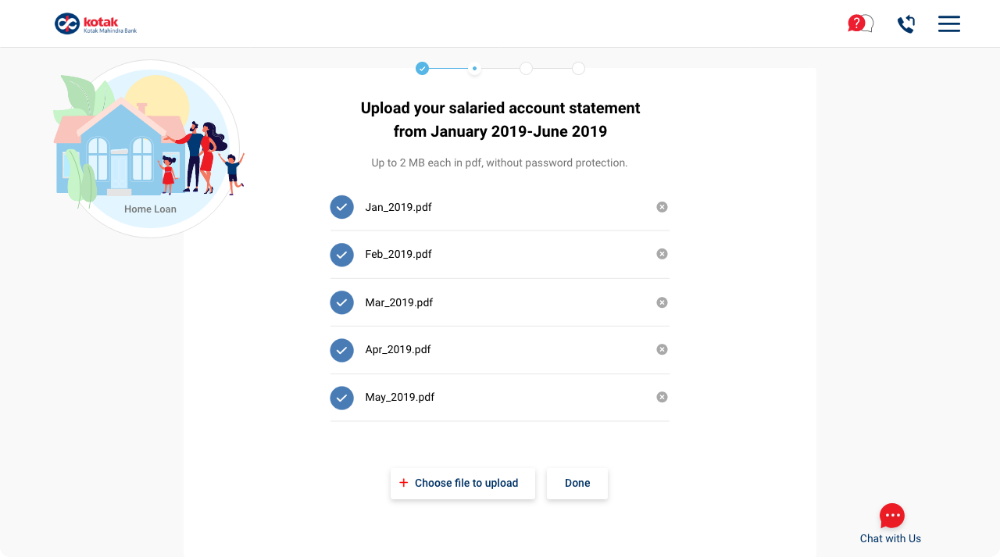 kotak
Kotak Mahindra Bank
?
Upload your salaried account statement
from January 2019-June 2019
Up to 2 MB each in pdf, without password protection.
Home Loan
Jan_2019.pdf
Feb_2019.pdf
Mar_2019.pdf
Apr_2019.pdf
May_2019.pdf
+ Choose file to upload
Done
Chat with Us